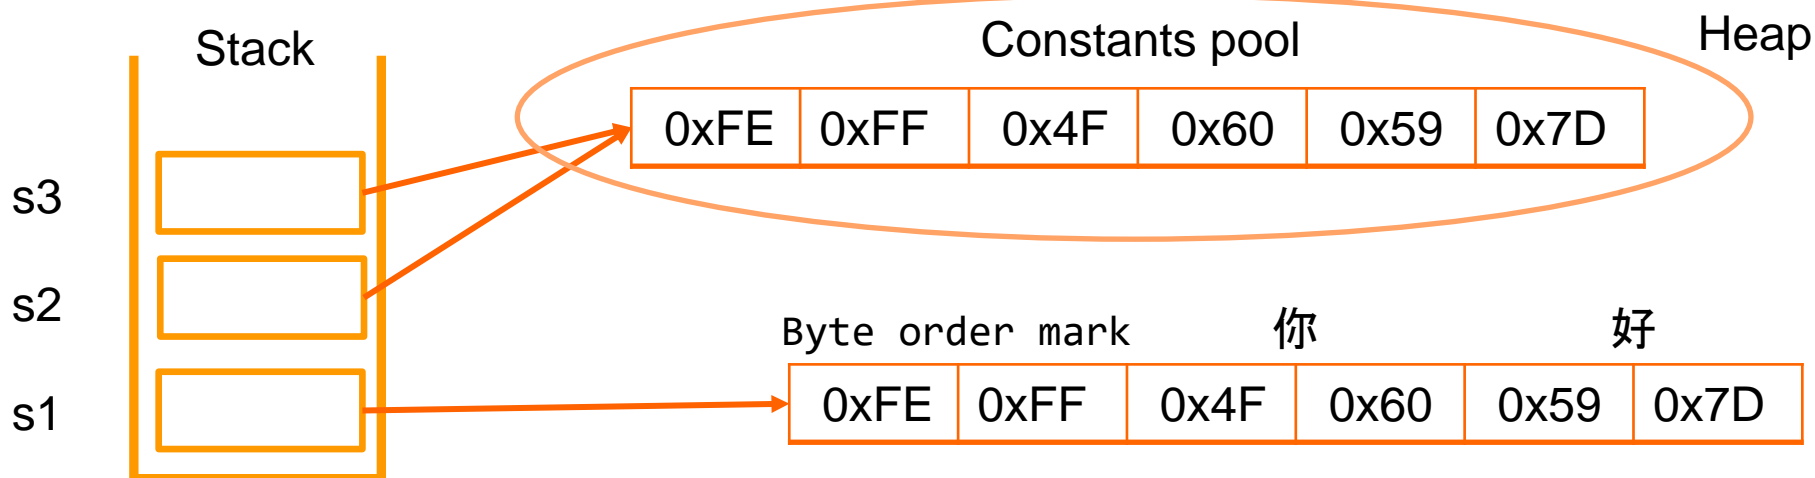 Stack
Constants pool
Heap
0xFE 0xFF 0x4F 0x60 0x59 0x7D
s3
s2
Byte order mark 你 好
s1
0xFE 0xFF 0x4F 0x60 0x59 0x7D